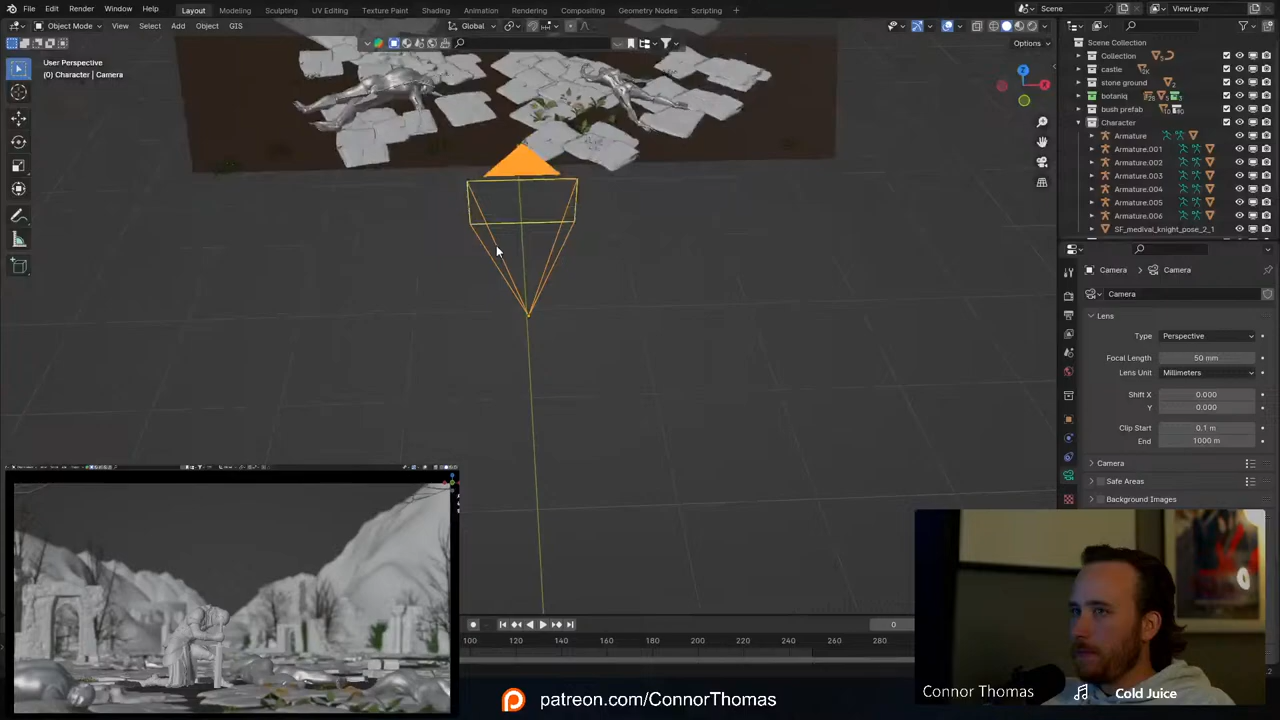 File Edit Render Window Help Layout Modeling Sculpting UV Editing Texture Paint Shading Animation Rendering Compositing Geometry Nodes Scripting Scene ViewLayer
Object Mode View Select Add Object GIS Global
Options
User Perspective
(0) Character | Camera
Scene Collection
Collection
castle
stone ground
botaniq
bush prefab
Character
Armature
Armature.001
Armature.002
Armature.003
Armature.004
Armature.005
Armature.006
SF_medival_knight_pose_2_1
Camera Camera
Camera
Lens
Type Perspective
Focal Length 50 mm
Lens Unit Millimeters
Shift X 0.000
Y 0.000
Clip Start 0.1 m
End 1000 m
Camera
Safe Areas
Background Images
0
100 120 140 160 180 200 220 240 260 280
patreon.com/ConnorThomas
Connor Thomas
Cold Juice